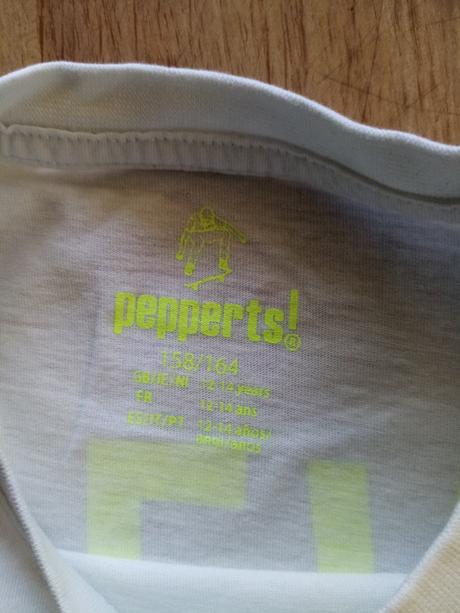 pepperts!®
158/164
GB/IE/NI 12-14 years
FR 12-14 ans
ES/IT/PT 12-14 años/
anni/anos